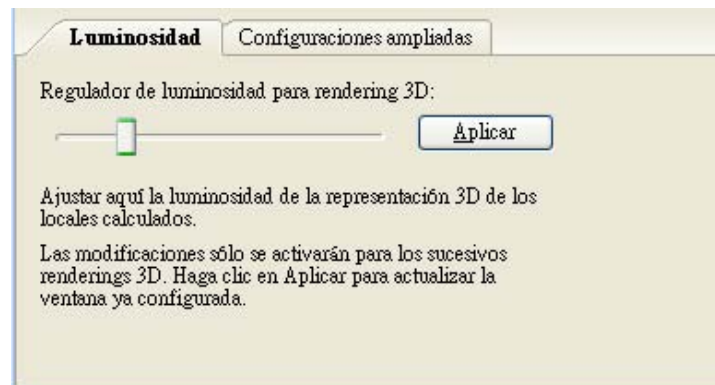 Luminosidad Configuraciones ampliadas
Regulador de luminosidad para rendering 3D:
Aplicar
Ajustar aquí la luminosidad de la representación 3D de los
locales calculados.
Las modificaciones sólo se activarán para los sucesivos
renderings 3D. Haga clic en Aplicar para actualizar la
ventana ya configurada.